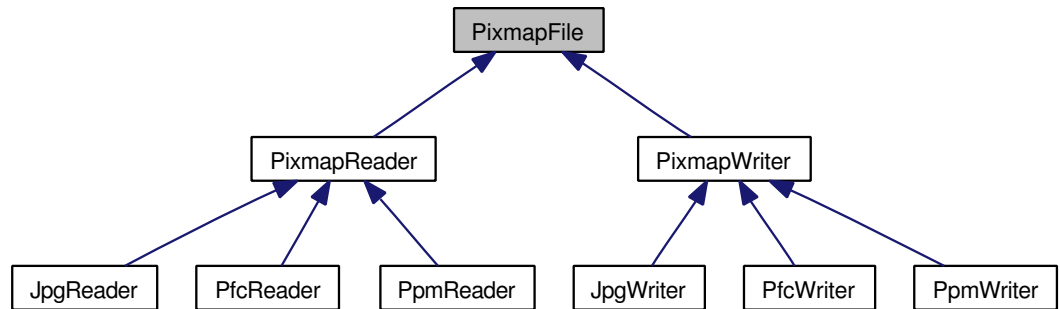 PixmapFile
PixmapReader
PixmapWriter
JpgReader
PfcReader
PpmReader
JpgWriter
PfcWriter
PpmWriter